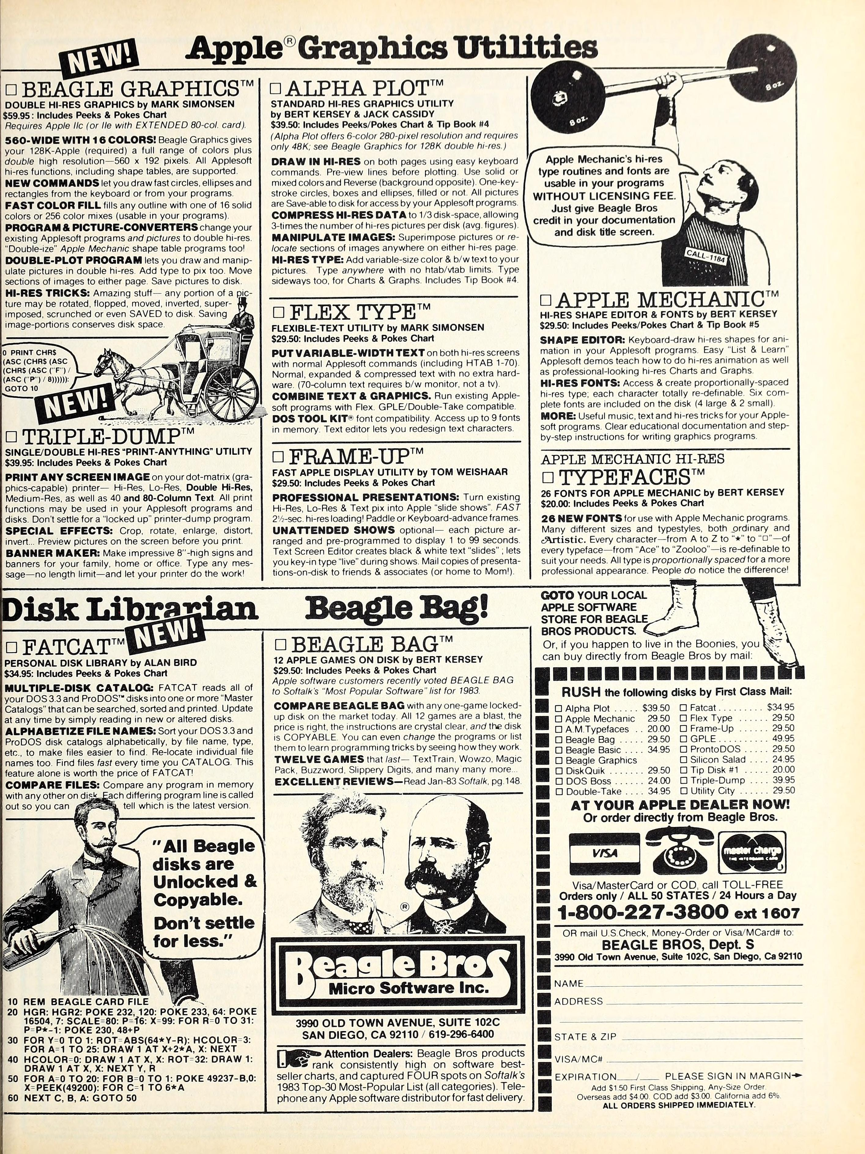 NEW!
Apple® Graphics Utilities
□ BEAGLE GRAPHICS™
DOUBLE HI-RES GRAPHICS by MARK SIMONSEN
$59.95: Includes Peeks & Pokes Chart
Requires Apple IIc (or IIe with EXTENDED 80-col. card).
560-WIDE WITH 16 COLORS! Beagle Graphics gives
your 128K-Apple (required) a full range of colors plus
double high resolution—560 x 192 pixels. All Applesoft
hi-res functions, including shape tables, are supported.
NEW COMMANDS let you draw fast circles, ellipses and
rectangles from the keyboard or from your programs.
FAST COLOR FILL fills any outline with one of 16 solid
colors or 256 color mixes (usable in your programs).
PROGRAM & PICTURE-CONVERTERS change your
existing Applesoft programs and pictures to double hi-res.
"Double-ize" Apple Mechanic shape table programs too!
DOUBLE-PLOT PROGRAM lets you draw and manip-
ulate pictures in double hi-res. Add type to pix too. Move
sections of images to either page. Save pictures to disk.
HI-RES TRICKS: Amazing stuff— any portion of a pic-
ture may be rotated, flopped, moved, inverted, super-
imposed, scrunched or even SAVED to disk. Saving
image-portions conserves disk space.
0 PRINT CHR$
(ASC (CHR$ (ASC
(CHR$ (ASC ("F") /
(ASC ("P") / 8)))))):
GOTO 10
NEW!
□ TRIPLE-DUMP™
SINGLE/DOUBLE HI-RES "PRINT-ANYTHING" UTILITY
$39.95: Includes Peeks & Pokes Chart
PRINT ANY SCREEN IMAGE on your dot-matrix (gra-
phics-capable) printer— Hi-Res, Lo-Res, Double Hi-Res,
Medium-Res, as well as 40 and 80-Column Text. All print
functions may be used in your Applesoft programs and
disks. Don't settle for a "locked up" printer-dump program.
SPECIAL EFFECTS: Crop, rotate, enlarge, distort,
invert... Preview pictures on the screen before you print.
BANNER MAKER: Make impressive 8"-high signs and
banners for your family, home or office. Type any mes-
sage—no length limit—and let your printer do the work!
□ ALPHA PLOT™
STANDARD HI-RES GRAPHICS UTILITY
by BERT KERSEY & JACK CASSIDY
$39.50: Includes Peeks/Pokes Chart & Tip Book #4
(Alpha Plot offers 6-color 280-pixel resolution and requires
only 48K; see Beagle Graphics for 128K double hi-res.)
DRAW IN HI-RES on both pages using easy keyboard
commands. Pre-view lines before plotting. Use solid or
mixed colors and Reverse (background opposite). One-key-
stroke circles, boxes and ellipses, filled or not. All pictures
are Save-able to disk for access by your Applesoft programs.
COMPRESS HI-RES DATA to 1/3 disk-space, allowing
3-times the number of hi-res pictures per disk (avg. figures).
MANIPULATE IMAGES: Superimpose pictures or re-
locate sections of images anywhere on either hi-res page.
HI-RES TYPE: Add variable-size color & b/w text to your
pictures. Type anywhere with no htab/vtab limits. Type
sideways too, for Charts & Graphs. Includes Tip Book #4.
□ FLEX TYPE™
FLEXIBLE-TEXT UTILITY by MARK SIMONSEN
$29.50: Includes Peeks & Pokes Chart
PUT VARIABLE-WIDTH TEXT on both hi-res screens
with normal Applesoft commands (including HTAB 1-70).
Normal, expanded & compressed text with no extra hard-
ware. (70-column text requires b/w monitor, not a tv).
COMBINE TEXT & GRAPHICS. Run existing Apple-
soft programs with Flex. GPLE/Double-Take compatible.
DOS TOOL KIT® font compatibility. Access up to 9 fonts
in memory. Text editor lets you redesign text characters.
□ FRAME-UP™
FAST APPLE DISPLAY UTILITY by TOM WEISHAAR
$29.50: Includes Peeks & Pokes Chart
PROFESSIONAL PRESENTATIONS: Turn existing
Hi-Res, Lo-Res & Text pix into Apple "slide shows". FAST
2½-sec. hi-res loading! Paddle or Keyboard-advance frames.
UNATTENDED SHOWS optional— each picture ar-
ranged and pre-programmed to display 1 to 99 seconds.
Text Screen Editor creates black & white text "slides"; lets
you key-in type "live" during shows. Mail copies of presenta-
tions-on-disk to friends & associates (or home to Mom!).
8 oz.
8 oz.
Apple Mechanic's hi-res
type routines and fonts are
usable in your programs
WITHOUT LICENSING FEE.
Just give Beagle Bros
credit in your documentation
and disk title screen.
CALL-1184
□ APPLE MECHANIC™
HI-RES SHAPE EDITOR & FONTS by BERT KERSEY
$29.50: Includes Peeks/Pokes Chart & Tip Book #5
SHAPE EDITOR: Keyboard-draw hi-res shapes for ani-
mation in your Applesoft programs. Easy "List & Learn"
Applesoft demos teach how to do hi-res animation as well
as professional-looking hi-res Charts and Graphs.
HI-RES FONTS: Access & create proportionally-spaced
hi-res type; each character totally re-definable. Six com-
plete fonts are included on the disk (4 large & 2 small).
MORE: Useful music, text and hi-res tricks for your Apple-
soft programs. Clear educational documentation and step-
by-step instructions for writing graphics programs.
APPLE MECHANIC HI-RES
□ TYPEFACES™
26 FONTS FOR APPLE MECHANIC by BERT KERSEY
$20.00: Includes Peeks & Pokes Chart
26 NEW FONTS for use with Apple Mechanic programs.
Many different sizes and typestyles, both ordinary and
Artistic. Every character—from A to Z to "★" to "□"—of
every typeface—from "Ace" to "Zooloo"—is re-definable to
suit your needs. All type is proportionally spaced for a more
professional appearance. People do notice the difference!
Disk Librarian
NEW!
□ FATCAT™
PERSONAL DISK LIBRARY by ALAN BIRD
$34.95: Includes Peeks & Pokes Chart
MULTIPLE-DISK CATALOG: FATCAT reads all of
your DOS 3.3 and ProDOS™ disks into one or more "Master
Catalogs" that can be searched, sorted and printed. Update
at any time by simply reading in new or altered disks.
ALPHABETIZE FILE NAMES: Sort your DOS 3.3 and
ProDOS disk catalogs alphabetically, by file name, type,
etc., to make files easier to find. Re-locate individual file
names too. Find files fast every time you CATALOG. This
feature alone is worth the price of FATCAT!
COMPARE FILES: Compare any program in memory
with any other on disk. Each differing program line is called
out so you can tell which is the latest version.
"All Beagle
disks are
Unlocked &
Copyable.
Don't settle
for less."
10 REM BEAGLE CARD FILE
20 HGR: HGR2: POKE 232, 120: POKE 233, 64: POKE
16504, 7: SCALE=80: P=16: X=99: FOR R=0 TO 31:
P=P*-1: POKE 230, 48+P
30 FOR Y=0 TO 1: ROT=ABS(64*Y-R): HCOLOR=3:
FOR A=1 TO 25: DRAW 1 AT X+2*A, X: NEXT
40 HCOLOR=0: DRAW 1 AT X, X: ROT=32: DRAW 1:
DRAW 1 AT X, X: NEXT Y, R
50 FOR A=0 TO 20: FOR B=0 TO 1: POKE 49237-B,0:
X=PEEK(49200): FOR C=1 TO 6*A
60 NEXT C, B, A: GOTO 50
Beagle Bag!
□ BEAGLE BAG™
12 APPLE GAMES ON DISK by BERT KERSEY
$29.50: Includes Peeks & Pokes Chart
Apple software customers recently voted BEAGLE BAG
to Softalk's "Most Popular Software" list for 1983.
COMPARE BEAGLE BAG with any one-game locked-
up disk on the market today. All 12 games are a blast, the
price is right, the instructions are crystal clear, and the disk
is COPYABLE. You can even change the programs or list
them to learn programming tricks by seeing how they work.
TWELVE GAMES that last— TextTrain, Wowzo, Magic
Pack, Buzzword, Slippery Digits, and many many more...
EXCELLENT REVIEWS—Read Jan-83 Softalk, pg.148.
®
Beagle Bros
Micro Software Inc.
3990 OLD TOWN AVENUE, SUITE 102C
SAN DIEGO, CA 92110 / 619-296-6400
Attention Dealers: Beagle Bros products
rank consistently high on software best-
seller charts, and captured FOUR spots on Softalk's
1983 Top-30 Most-Popular List (all categories). Tele-
phone any Apple software distributor for fast delivery.
GOTO YOUR LOCAL
APPLE SOFTWARE
STORE FOR BEAGLE
BROS PRODUCTS.
Or, if you happen to live in the Boonies, you
can buy directly from Beagle Bros by mail:
RUSH the following disks by First Class Mail:
□ Alpha Plot ..... $39.50 □ Fatcat ........ $34.95
□ Apple Mechanic 29.50 □ Flex Type ...... 29.50
□ A.M.Typefaces .. 20.00 □ Frame-Up ...... 29.50
□ Beagle Bag ..... 29.50 □ GPLE .......... 49.95
□ Beagle Basic .... 34.95 □ ProntoDOS ..... 29.50
□ Beagle Graphics □ Silicon Salad .... 24.95
□ DiskQuik ....... 29.50 □ Tip Disk #1 ..... 20.00
□ DOS Boss ...... 24.00 □ Triple-Dump .... 39.95
□ Double-Take .... 34.95 □ Utility City ...... 29.50
AT YOUR APPLE DEALER NOW!
Or order directly from Beagle Bros.
VISA
master charge
THE INTERBANK CARD
Visa/MasterCard or COD, call TOLL-FREE
Orders only / ALL 50 STATES / 24 Hours a Day
1-800-227-3800 ext 1607
OR mail U.S.Check, Money-Order or Visa/MCard# to:
BEAGLE BROS, Dept. S
3990 Old Town Avenue, Suite 102C, San Diego, Ca 92110
NAME
ADDRESS
STATE & ZIP
VISA/MC#
EXPIRATION__/__ PLEASE SIGN IN MARGIN
Add $1.50 First Class Shipping, Any-Size Order.
Overseas add $4.00. COD add $3.00. California add 6%.
ALL ORDERS SHIPPED IMMEDIATELY.